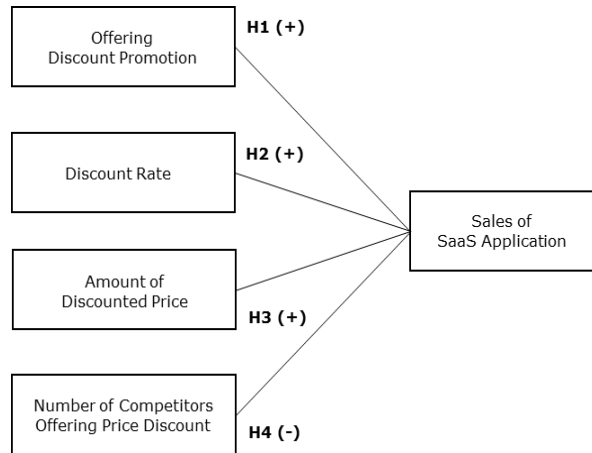 Offering
Discount Promotion
H1 (+)
Discount Rate
H2 (+)
Sales of
SaaS Application
Amount of
Discounted Price
H3 (+)
Number of Competitors
Offering Price Discount
H4 (-)